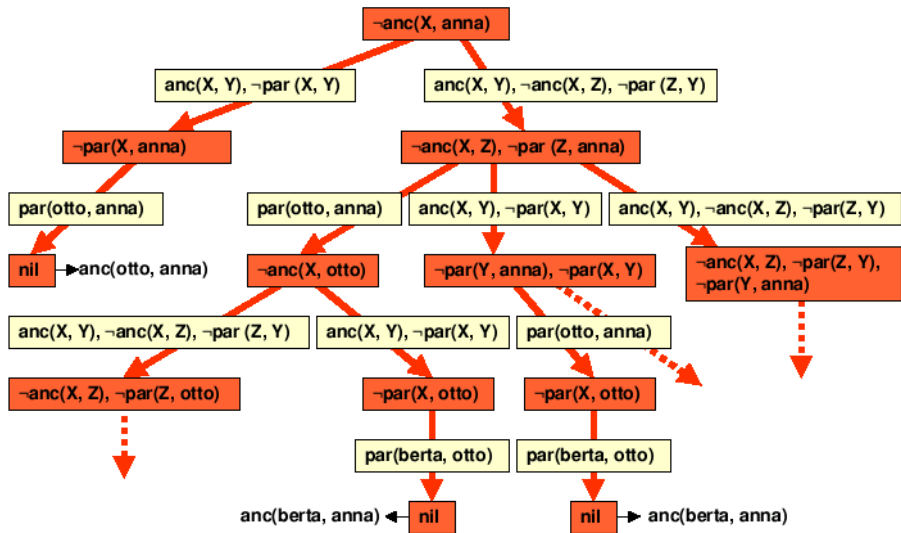 ¬anc(X, anna)
anc(X, Y), ¬par (X, Y)
anc(X, Y), ¬anc(X, Z), ¬par (Z, Y)
¬par(X, anna)
¬anc(X, Z), ¬par (Z, anna)
par(otto, anna)
par(otto, anna)
anc(X, Y), ¬par(X, Y)
anc(X, Y), ¬anc(X, Z), ¬par(Z, Y)
nil
anc(otto, anna)
¬anc(X, otto)
¬par(Y, anna), ¬par(X, Y)
¬anc(X, Z), ¬par(Z, Y),
¬par(Y, anna)
anc(X, Y), ¬anc(X, Z), ¬par (Z, Y)
anc(X, Y), ¬par(X, Y)
par(otto, anna)
¬anc(X, Z), ¬par(Z, otto)
¬par(X, otto)
¬par(X, otto)
par(berta, otto)
par(berta, otto)
anc(berta, anna)
nil
nil
anc(berta, anna)